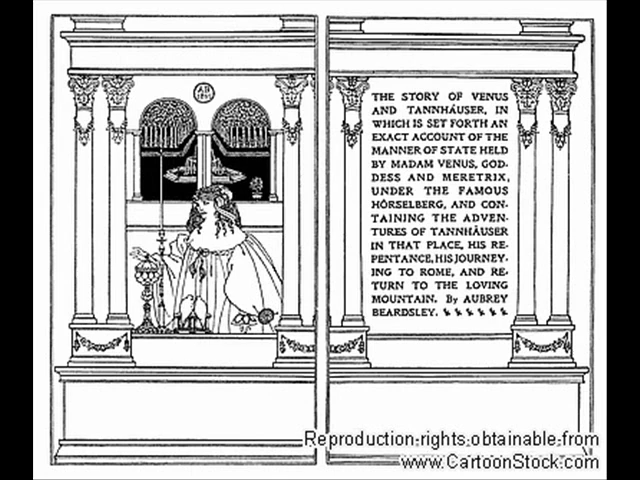 A B
THE STORY OF VENUS
AND TANNHÄUSER, IN
WHICH IS SET FORTH AN
EXACT ACCOUNT OF THE
MANNER OF STATE HELD
BY MADAM VENUS, GOD-
DESS AND MERETRIX,
UNDER THE FAMOUS
HÖRSELBERG, AND CON-
TAINING THE ADVEN-
TURES OF TANNHÄUSER
IN THAT PLACE, HIS RE-
PENTANCE, HIS JOURNEY-
ING TO ROME, AND RE-
TURN TO THE LOVING
MOUNTAIN. By AUBREY
BEARDSLEY.
Reproduction rights obtainable from
www.CartoonStock.com